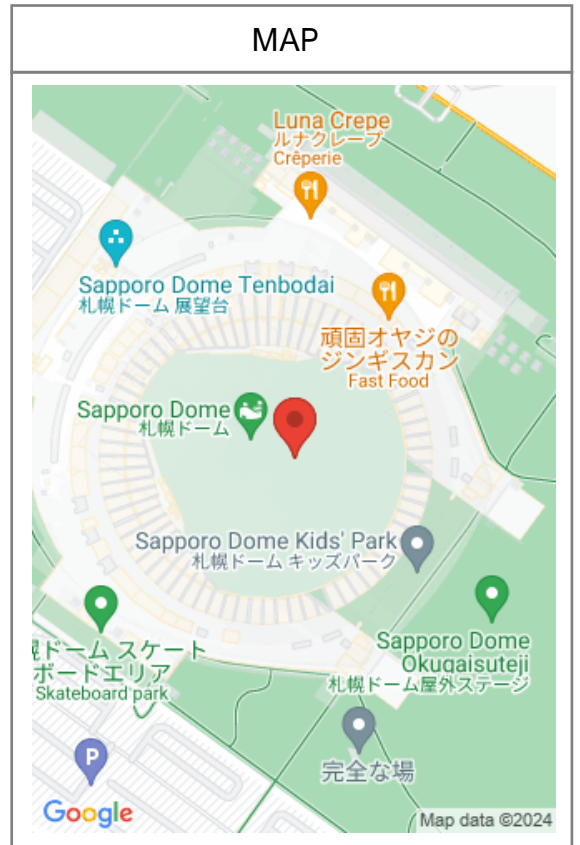 MAP
Luna Crepe
ルナクレープ
Crêperie
Sapporo Dome Tenbodai
札幌ドーム 展望台
頑固オヤジの
ジンギスカン
Fast Food
Sapporo Dome
札幌ドーム
Sapporo Dome Kids' Park
札幌ドーム キッズパーク
ドーム スケート
ボードエリア
Skateboard park
Sapporo Dome
Okugaisuteji
札幌ドーム屋外ステージ
P
完全な場
Google
Map data ©2024